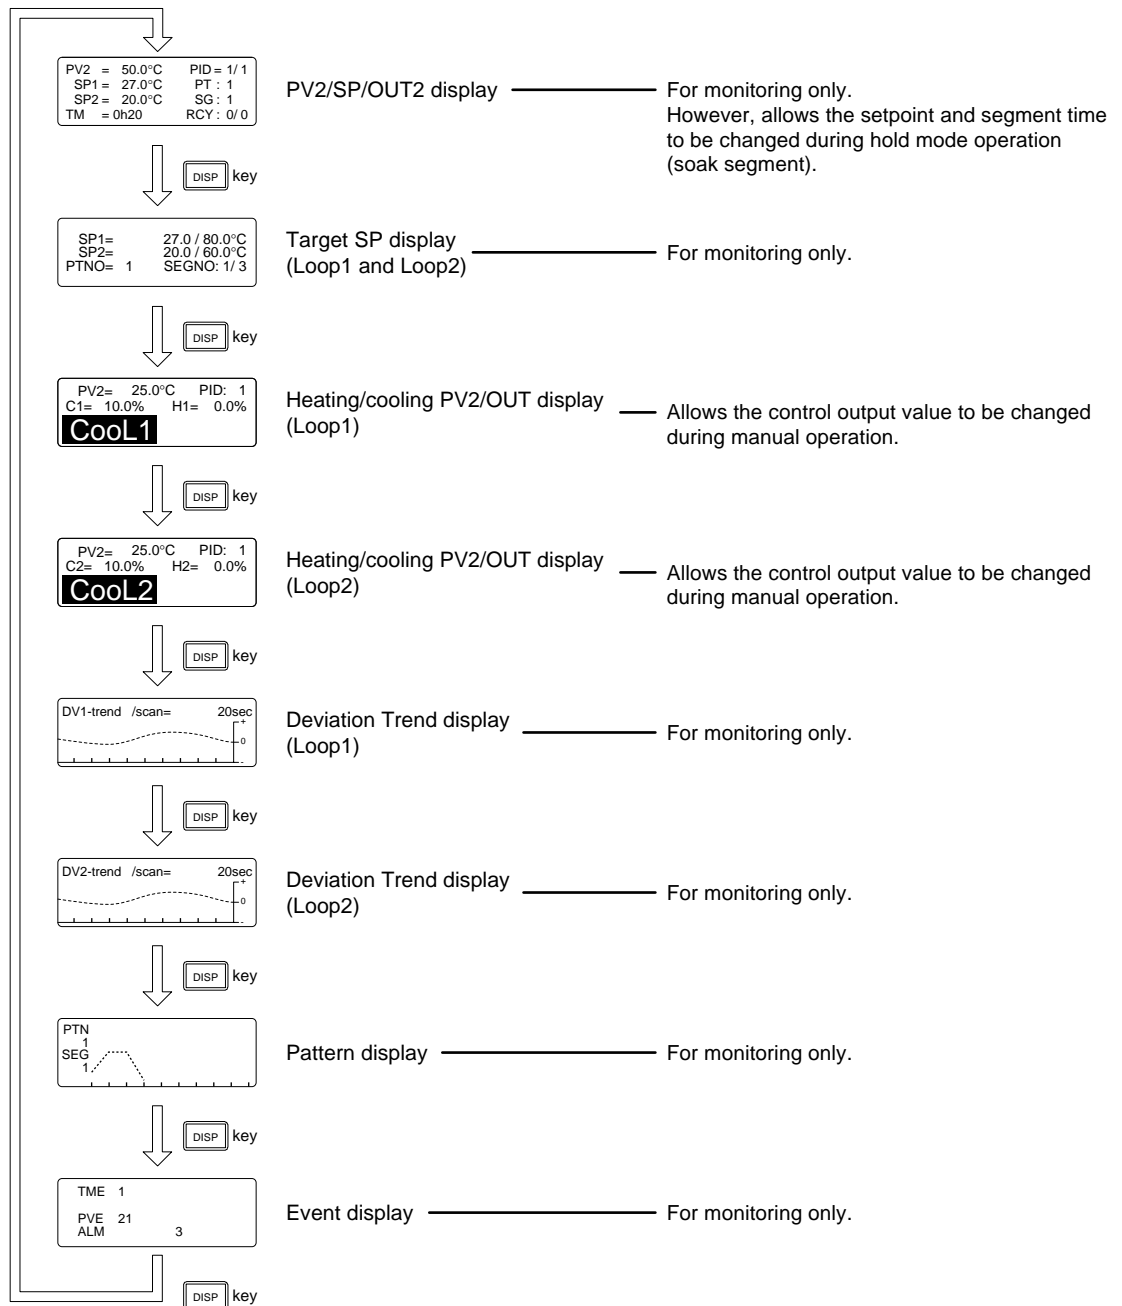 PV2 = 50.0°C PID = 1/ 1
SP1 = 27.0°C PT : 1
SP2 = 20.0°C SG : 1
TM = 0h20 RCY : 0/ 0
PV2/SP/OUT2 display
For monitoring only.
However, allows the setpoint and segment time
to be changed during hold mode operation
(soak segment).
DISP key
SP1= 27.0 / 80.0°C
SP2= 20.0 / 60.0°C
PTNO= 1 SEGNO: 1/ 3
Target SP display
(Loop1 and Loop2)
For monitoring only.
DISP key
PV2= 25.0°C PID: 1
C1= 10.0% H1= 0.0%
CooL1
Heating/cooling PV2/OUT display
(Loop1)
Allows the control output value to be changed
during manual operation.
DISP key
PV2= 25.0°C PID: 1
C2= 10.0% H2= 0.0%
CooL2
Heating/cooling PV2/OUT display
(Loop2)
Allows the control output value to be changed
during manual operation.
DISP key
DV1-trend /scan= 20sec
+
0
-
Deviation Trend display
(Loop1)
For monitoring only.
DISP key
DV2-trend /scan= 20sec
+
0
-
Deviation Trend display
(Loop2)
For monitoring only.
DISP key
PTN
1
SEG
1
Pattern display
For monitoring only.
DISP key
TME 1
PVE 21
ALM 3
Event display
For monitoring only.
DISP key